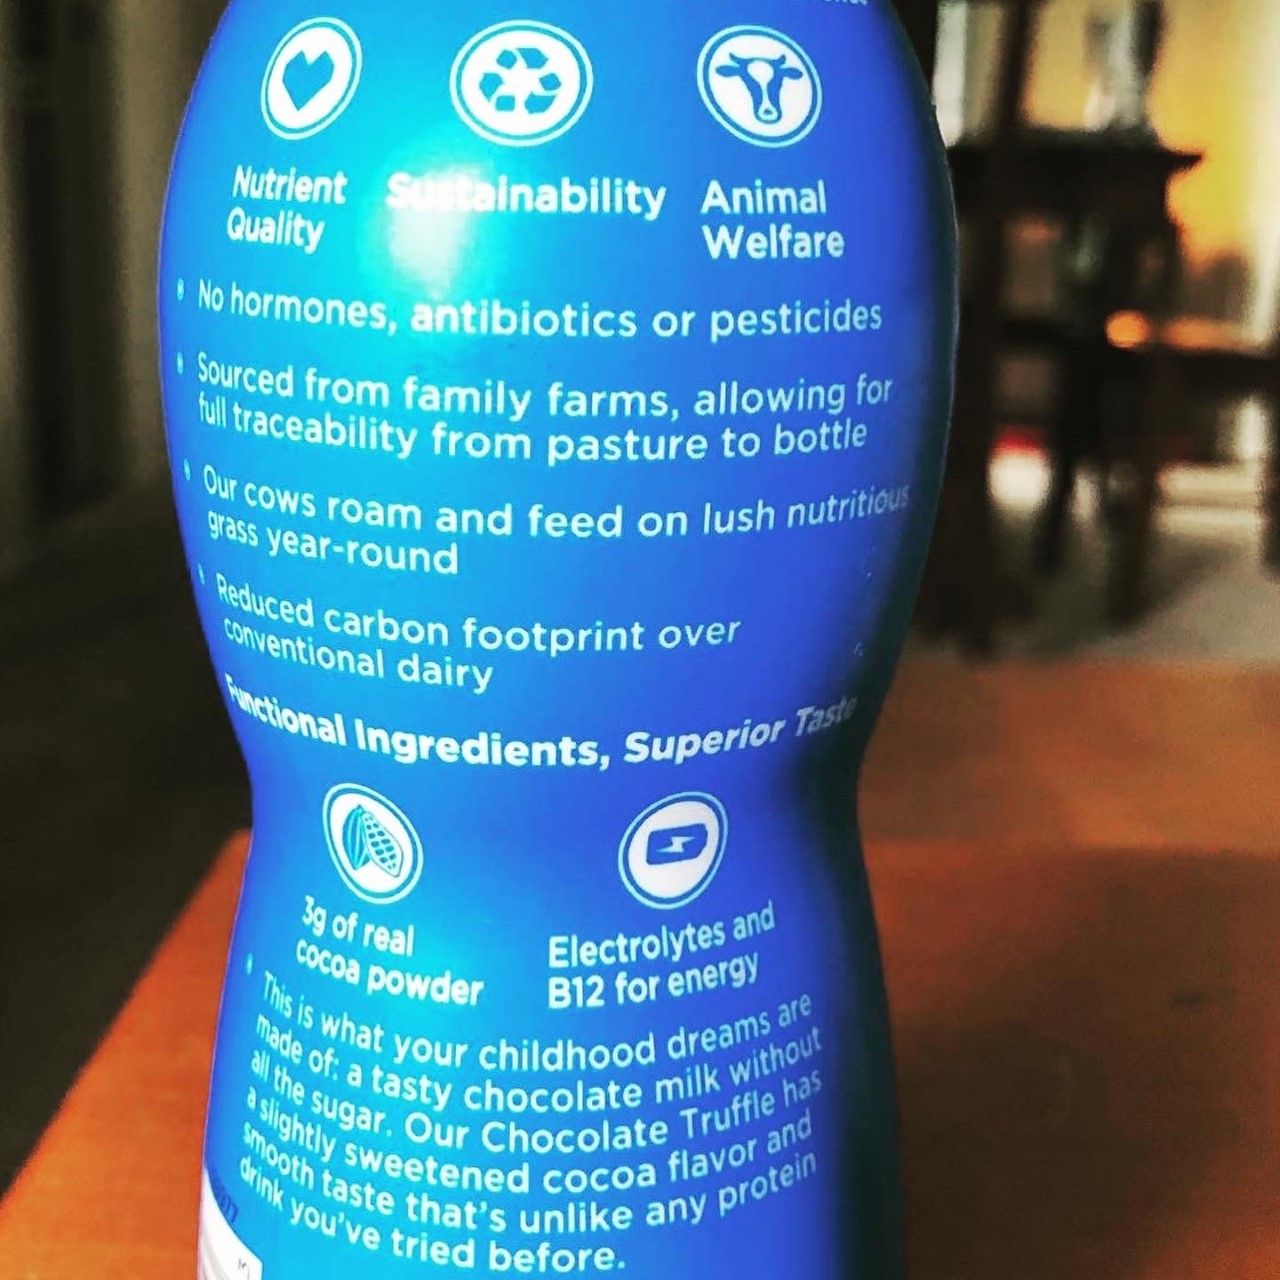 Nutrient
Quality
Sustainability
Animal
Welfare
No hormones, antibiotics or pesticides
Sourced from family farms, allowing for
full traceability from pasture to bottle
Our cows roam and feed on lush nutritious
grass year-round
Reduced carbon footprint over
conventional dairy
Functional Ingredients, Superior Taste
3g of real
cocoa powder
Electrolytes and
B12 for energy
This is what your childhood dreams are
made of: a tasty chocolate milk without
all the sugar. Our Chocolate Truffle has
a slightly sweetened cocoa flavor and
smooth taste that's unlike any protein
drink you've tried before.